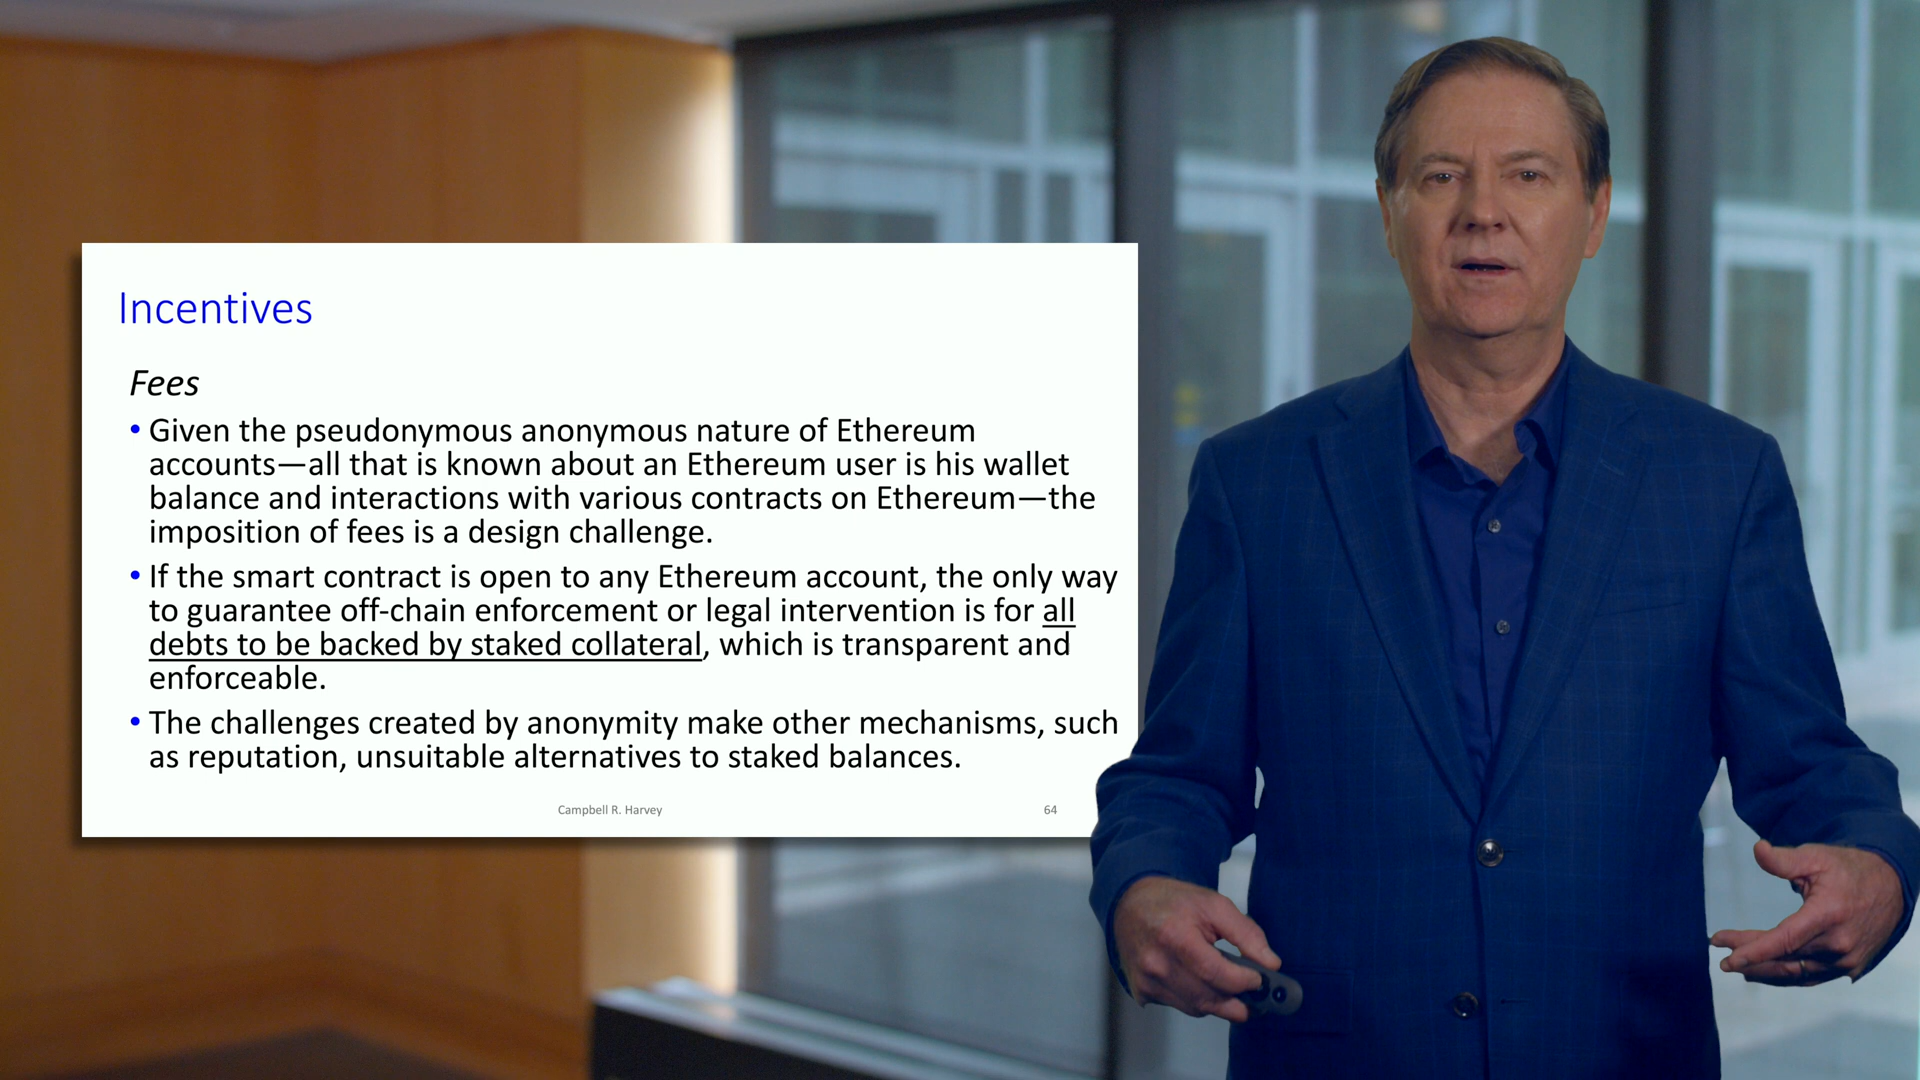 Incentives
Fees
• Given the pseudonymous anonymous nature of Ethereum
accounts—all that is known about an Ethereum user is his wallet
balance and interactions with various contracts on Ethereum—the
imposition of fees is a design challenge.
• If the smart contract is open to any Ethereum account, the only way
to guarantee off-chain enforcement or legal intervention is for all
debts to be backed by staked collateral, which is transparent and
enforceable.
• The challenges created by anonymity make other mechanisms, such
as reputation, unsuitable alternatives to staked balances.
Campbell R. Harvey
64